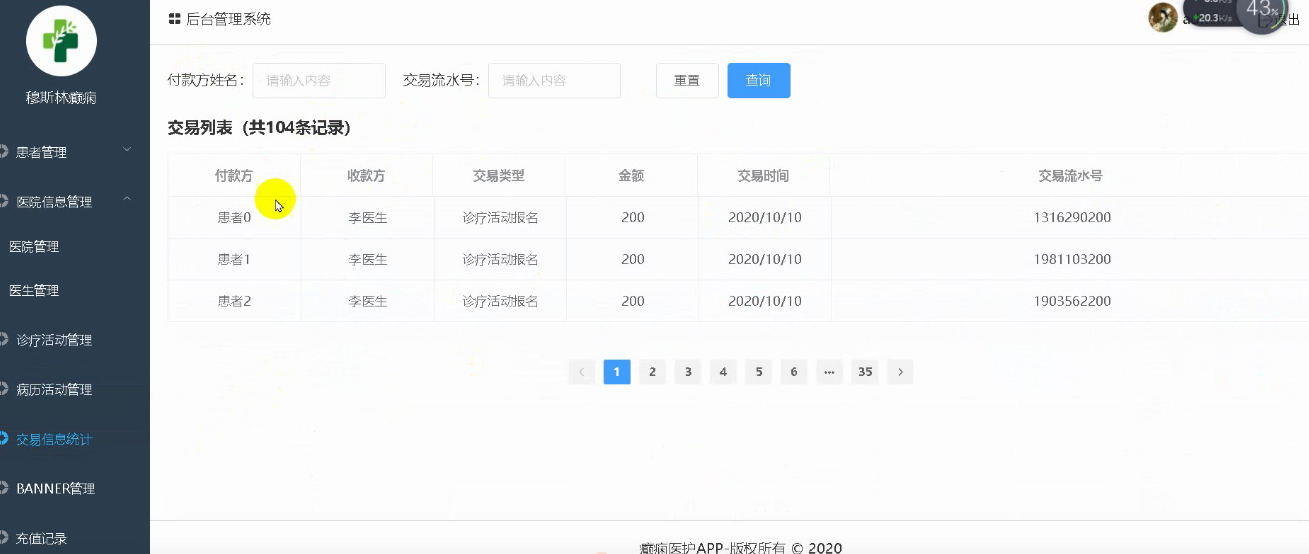 穆斯林癫痫
患者管理
医院信息管理
医院管理
医生管理
诊疗活动管理
病历活动管理
交易信息统计
BANNER管理
充值记录
后台管理系统
20.3K/s
43%
出
付款方姓名： 请输入内容 交易流水号： 请输入内容 重置 查询
交易列表（共104条记录）
付款方 收款方 交易类型 金额 交易时间 交易流水号
患者0 李医生 诊疗活动报名 200 2020/10/10 1316290200
患者1 李医生 诊疗活动报名 200 2020/10/10 1981103200
患者2 李医生 诊疗活动报名 200 2020/10/10 1903562200
< 1 2 3 4 5 6 ··· 35 >
癫痫医护APP-版权所有 © 2020